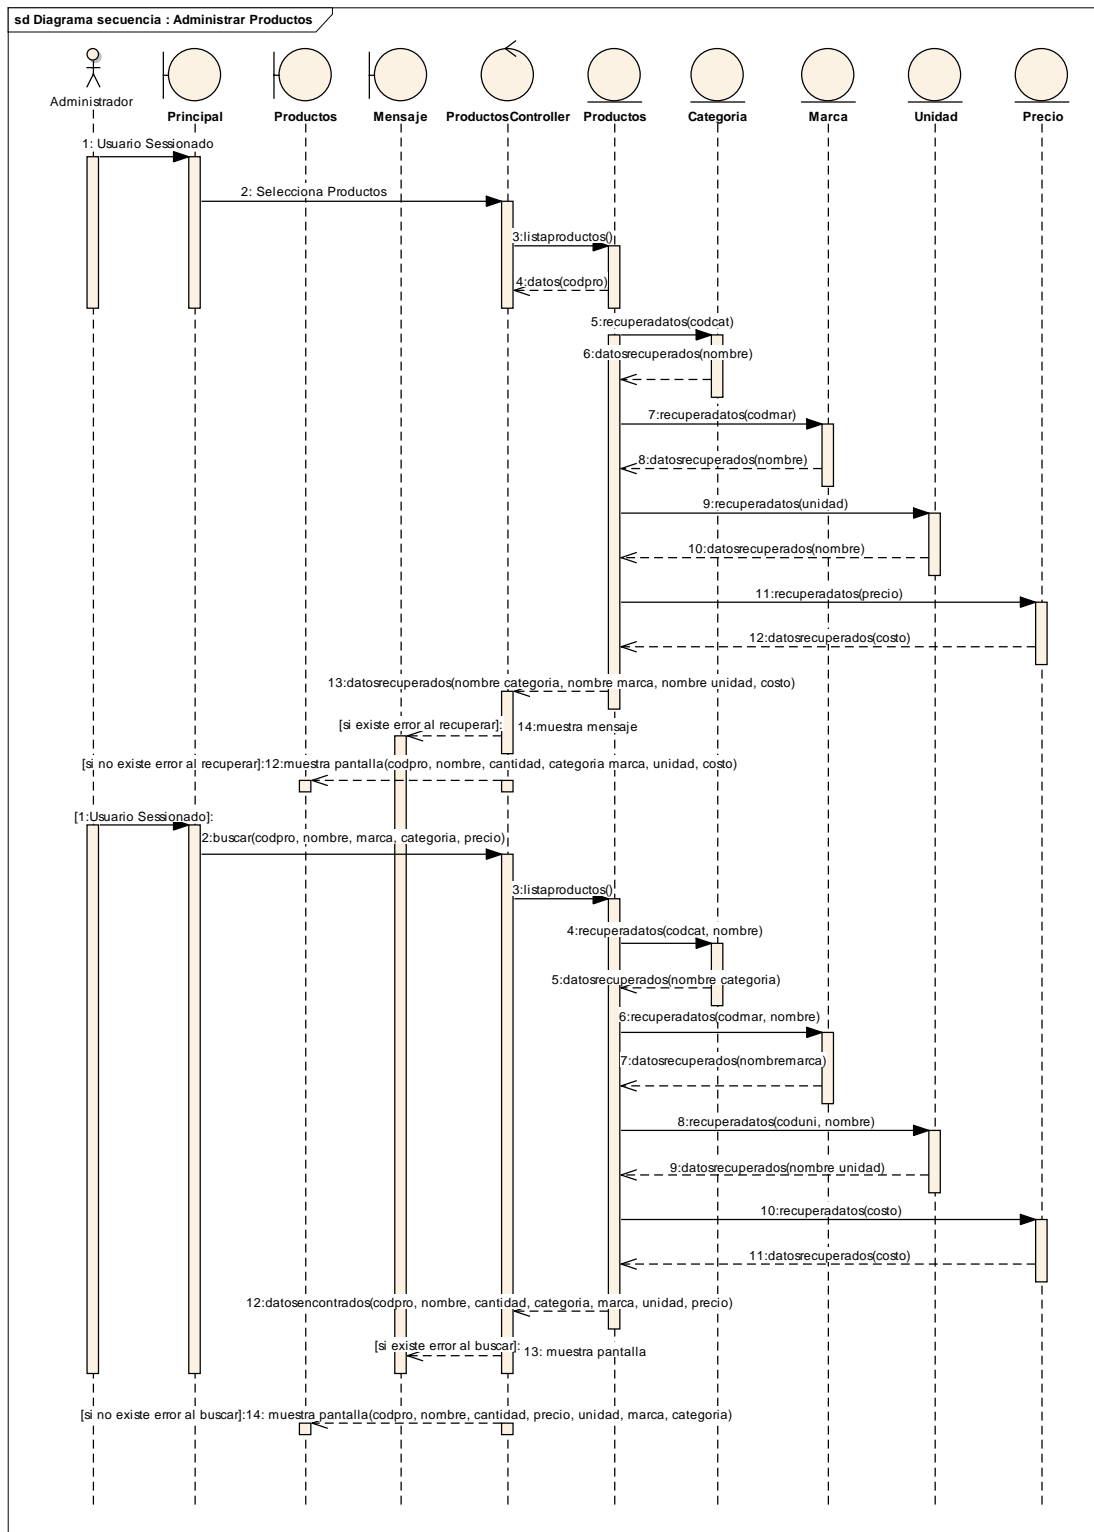 sd Diagrama secuencia : Administrar Productos
Administrador
Principal
Productos
Mensaje
ProductosController
Productos
Categoria
Marca
Unidad
Precio
1: Usuario Sessionado
2: Selecciona Productos
3:listaproductos()
4:datos(codpro)
5:recuperadatos(codcat)
6:datosrecuperados(nombre)
7:recuperadatos(codmar)
8:datosrecuperados(nombre)
9:recuperadatos(unidad)
10:datosrecuperados(nombre)
11:recuperadatos(precio)
12:datosrecuperados(costo)
13:datosrecuperados(nombre categoria, nombre marca, nombre unidad, costo)
[si existe error al recuperar]:
14:muestra mensaje
[si no existe error al recuperar]:12:muestra pantalla(codpro, nombre, cantidad, categoria marca, unidad, costo)
[1:Usuario Sessionado]:
2:buscar(codpro, nombre, marca, categoria, precio)
3:listaproductos()
4:recuperadatos(codcat, nombre)
5:datosrecuperados(nombre categoria)
6:recuperadatos(codmar, nombre)
7:datosrecuperados(nombremarca)
8:recuperadatos(coduni, nombre)
9:datosrecuperados(nombre unidad)
10:recuperadatos(costo)
11:datosrecuperados(costo)
12:datosencontrados(codpro, nombre, cantidad, categoria, marca, unidad, precio)
[si existe error al buscar]:
13: muestra pantalla
[si no existe error al buscar]:14: muestra pantalla(codpro, nombre, cantidad, precio, unidad, marca, categoria)